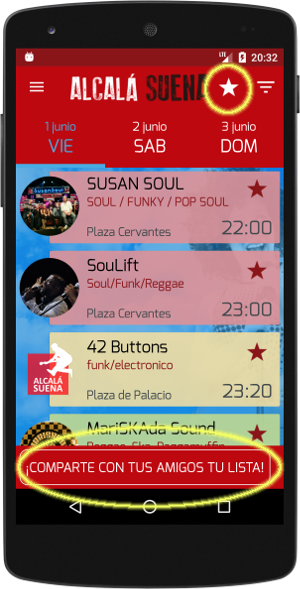 LTE 20:32
ALCALÁ SUENA
1 junio
VIE
2 junio
SAB
3 junio
DOM
SUSAN SOUL
SOUL / FUNKY / POP SOUL
Plaza Cervantes
22:00
SouLift
Soul/Funk/Reggae
Plaza Cervantes
23:00
42 Buttons
funk/electronico
ALCALÁ
SUENA
Plaza de Palacio
23:20
MariSKAda Sound
¡COMPARTE CON TUS AMIGOS TU LISTA!